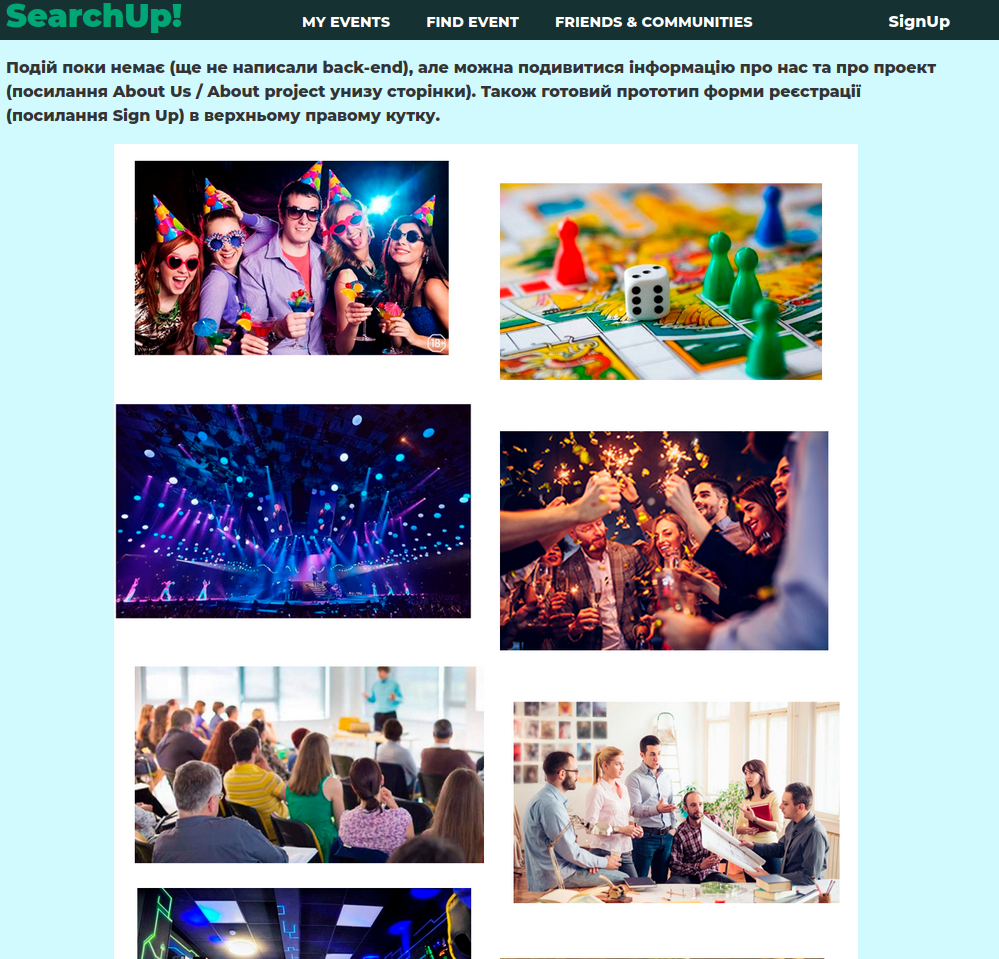 SearchUp!
MY EVENTS FIND EVENT FRIENDS & COMMUNITIES SignUp
Подій поки немає (ще не написали back-end), але можна подивитися інформацію про нас та про проект
(посилання About Us / About project унизу сторінки). Також готовий прототип форми реєстрації
(посилання Sign Up) в верхньому правому кутку.
18+